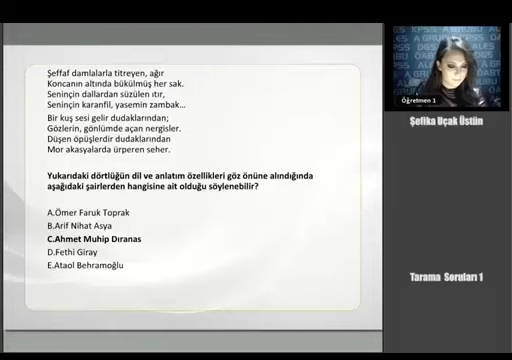 Şeffaf damlalarla titreyen, ağır
Koncanın altında bükülmüş her sak.
Seninçin dallardan süzülen ıtır,
Seninçin karanfil, yasemin zambak…
Bir kuş sesi gelir dudaklarından;
Gözlerin, gönlümde açan nergisler.
Düşen öpüşlerdir dudaklarından
Mor akasyalarda ürperen seher.
Yukarıdaki dörtlüğün dil ve anlatım özellikleri göz önüne alındığında
aşağıdaki şairlerden hangisine ait olduğu söylenebilir?
A.Ömer Faruk Toprak
B.Arif Nihat Asya
C.Ahmet Muhip Dıranas
D.Fethi Giray
E.Ataol Behramoğlu
Öğretmen 1
Şefika Uçak Üstün
Tarama Soruları 1